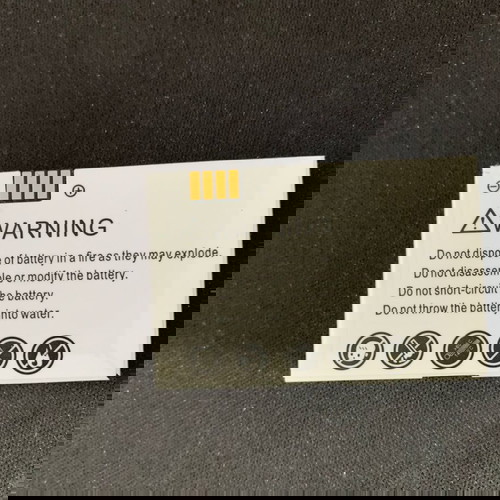 WARNING
Do not dispose of battery in a fire as they may explode.
Do not disassemble or modify the battery.
Do not short-circuit the battery.
Do not throw the battery into water.